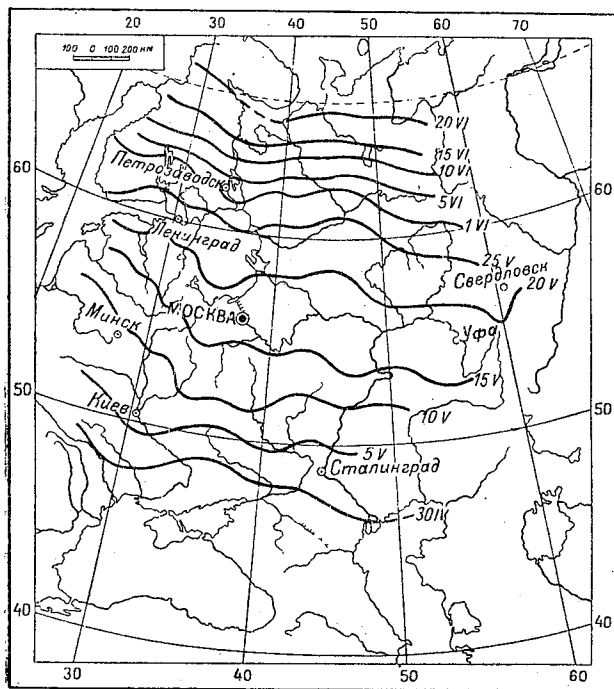 20 30 40 50 60 70
100 0 100 200 км
20 VI
15 VI
10 VI
5 VI
1 VI
60
60
Петрозаводск
Ленинград
25 V
Свердловск
20 V
МОСКВА
Минск
Уфа
15 V
50
10 V
50
Киев
5 V
Сталинград
30 IV
40
40
30 40 50 60